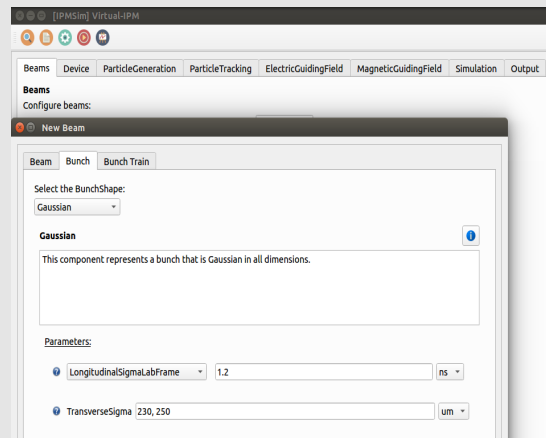 [IPMSim] Virtual-IPM
Beams Device ParticleGeneration ParticleTracking ElectricGuidingField MagneticGuidingField Simulation Output
Beams
Configure beams:
New Beam
Beam Bunch Bunch Train
Select the BunchShape:
Gaussian
Gaussian
This component represents a bunch that is Gaussian in all dimensions.
Parameters:
LongitudinalSigmaLabFrame 1.2 ns
TransverseSigma 230, 250 um